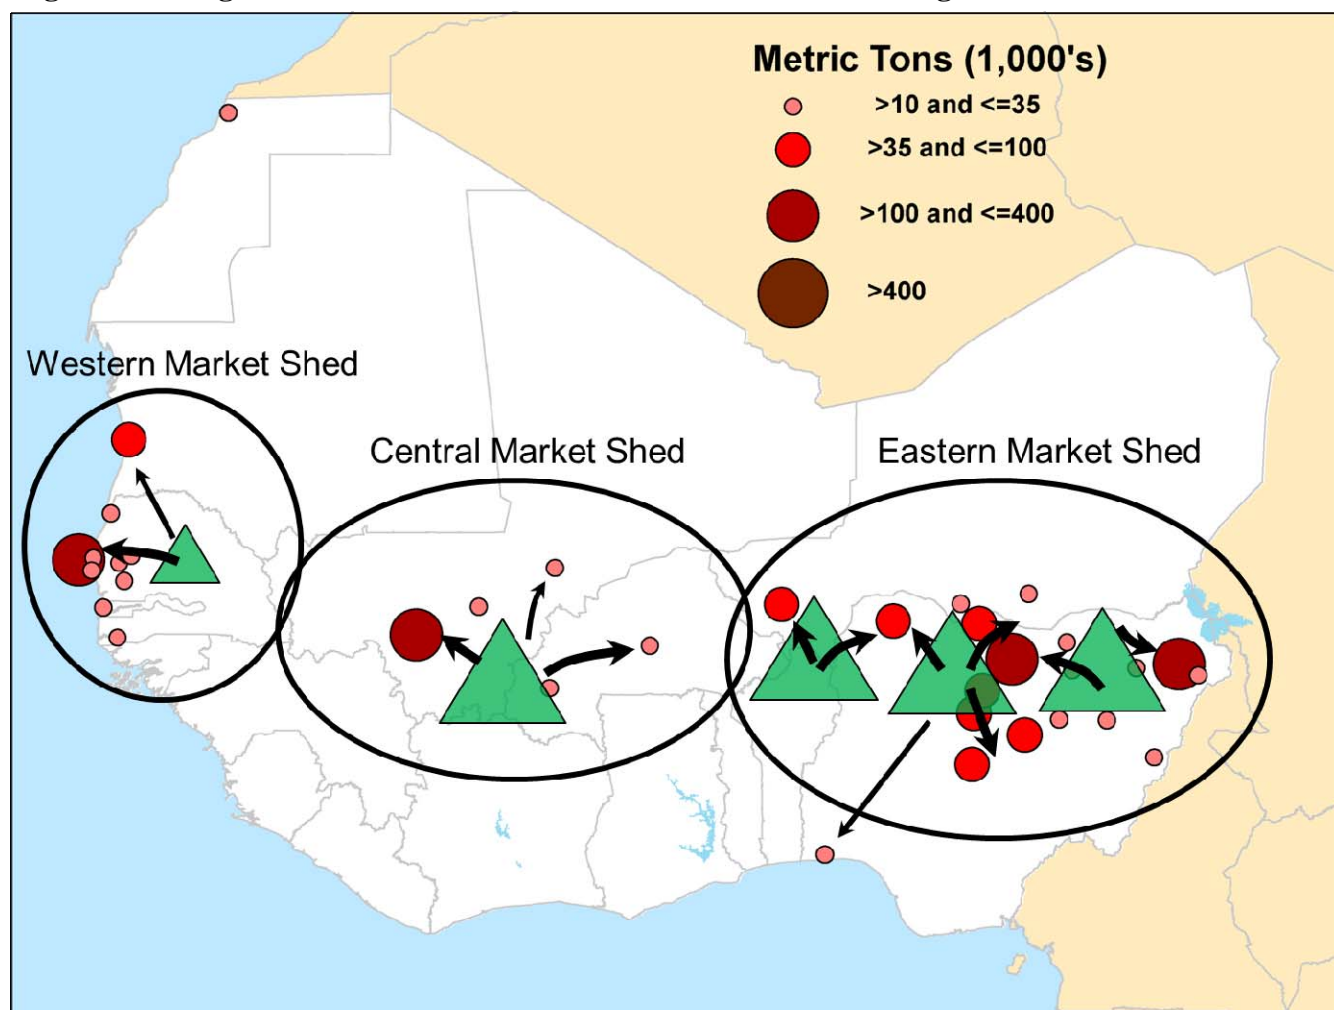 Metric Tons (1,000's)
>10 and <=35
>35 and <=100
>100 and <=400
>400
Western Market Shed
Central Market Shed
Eastern Market Shed